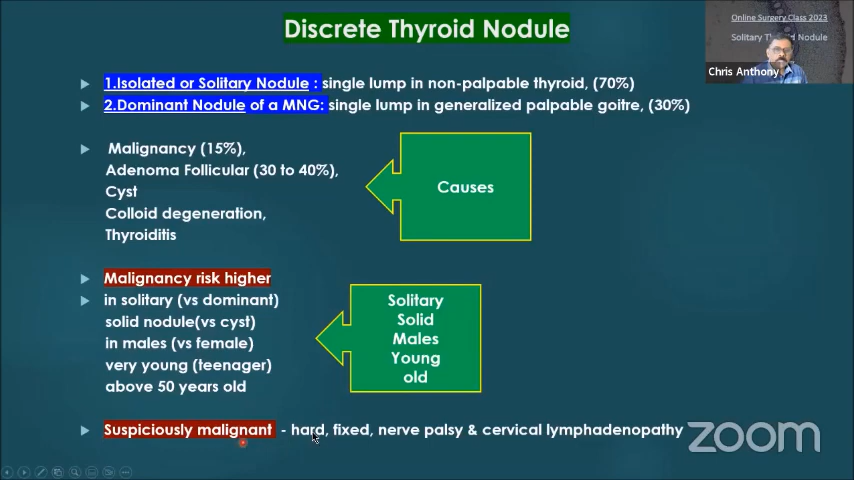 Discrete Thyroid Nodule
Online Surgery Class 2023
Solitary Thyroid Nodule
Chris Anthony
1.Isolated or Solitary Nodule : single lump in non-palpable thyroid, (70%)
2.Dominant Nodule of a MNG: single lump in generalized palpable goitre, (30%)
Malignancy (15%),
Adenoma Follicular (30 to 40%),
Cyst
Colloid degeneration,
Thyroiditis
Causes
Malignancy risk higher
in solitary (vs dominant)
solid nodule(vs cyst)
in males (vs female)
very young (teenager)
above 50 years old
Solitary
Solid
Males
Young
old
Suspiciously malignant - hard, fixed, nerve palsy & cervical lymphadenopathy
zoom